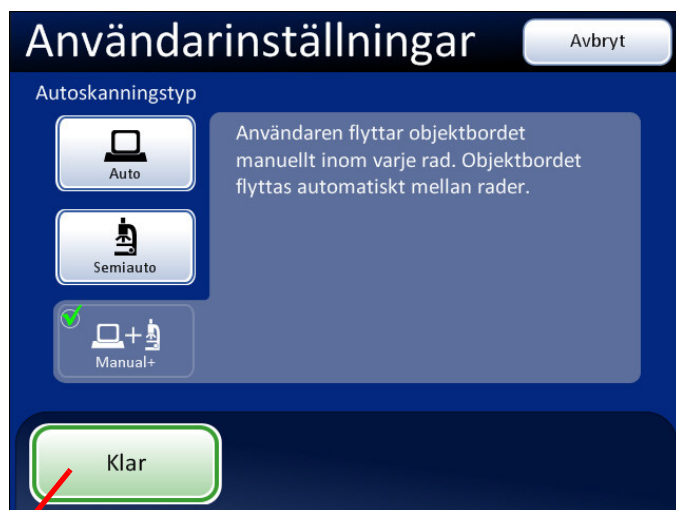 Användarinställningar
Avbryt
Autoskanningstyp
Auto
Användaren flyttar objektbordet
manuellt inom varje rad. Objektbordet
flyttas automatiskt mellan rader.
Semiauto
Manual+
Klar